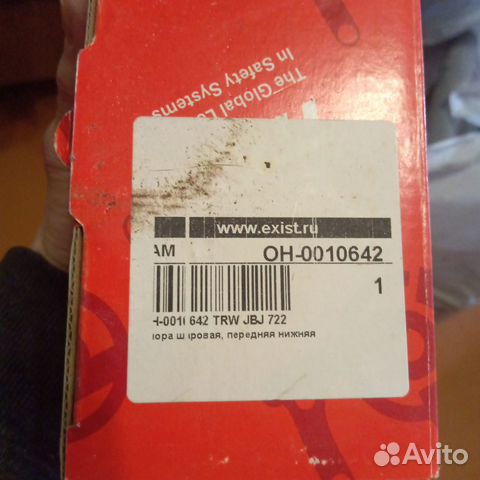 The Global Le
In Safety Systems
www.exist.ru
AM OH-0010642
1
H-0010642 TRW JBJ 722
пора шаровая, передняя нижняя
Avito